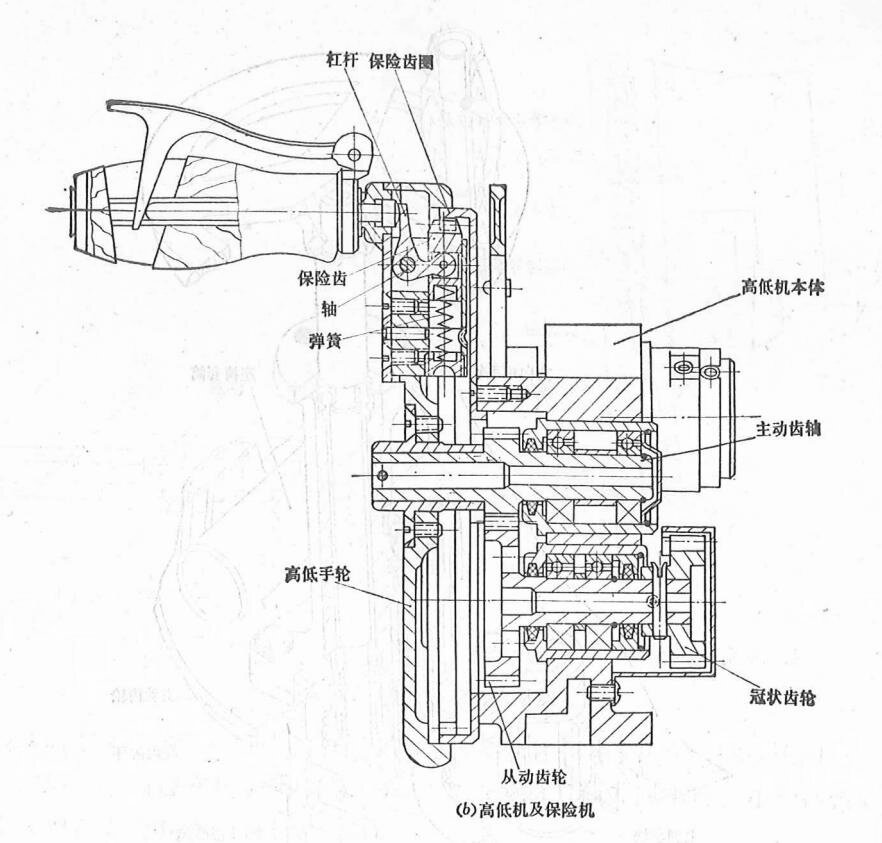 杠杆 保险齿圈
保险齿
轴
弹簧
高低机本体
主动齿轴
高低手轮
冠状齿轮
从动齿轮
(b)高低机及保险机